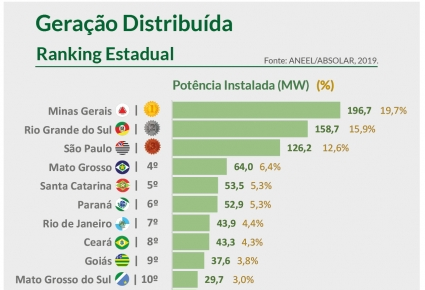 Geração Distribuída
Ranking Estadual
Fonte: ANEEL/ABSOLAR, 2019.
Potência Instalada (MW) (%)
Minas Gerais | 1 196,7 19,7%
Rio Grande do Sul | 2 158,7 15,9%
São Paulo | 3 126,2 12,6%
Mato Grosso | 4º 64,0 6,4%
Santa Catarina | 5º 53,5 5,3%
Paraná | 6º 52,9 5,3%
Rio de Janeiro | 7º 43,9 4,4%
Ceará | 8º 43,3 4,3%
Goiás | 9º 37,6 3,8%
Mato Grosso do Sul | 10º 29,7 3,0%